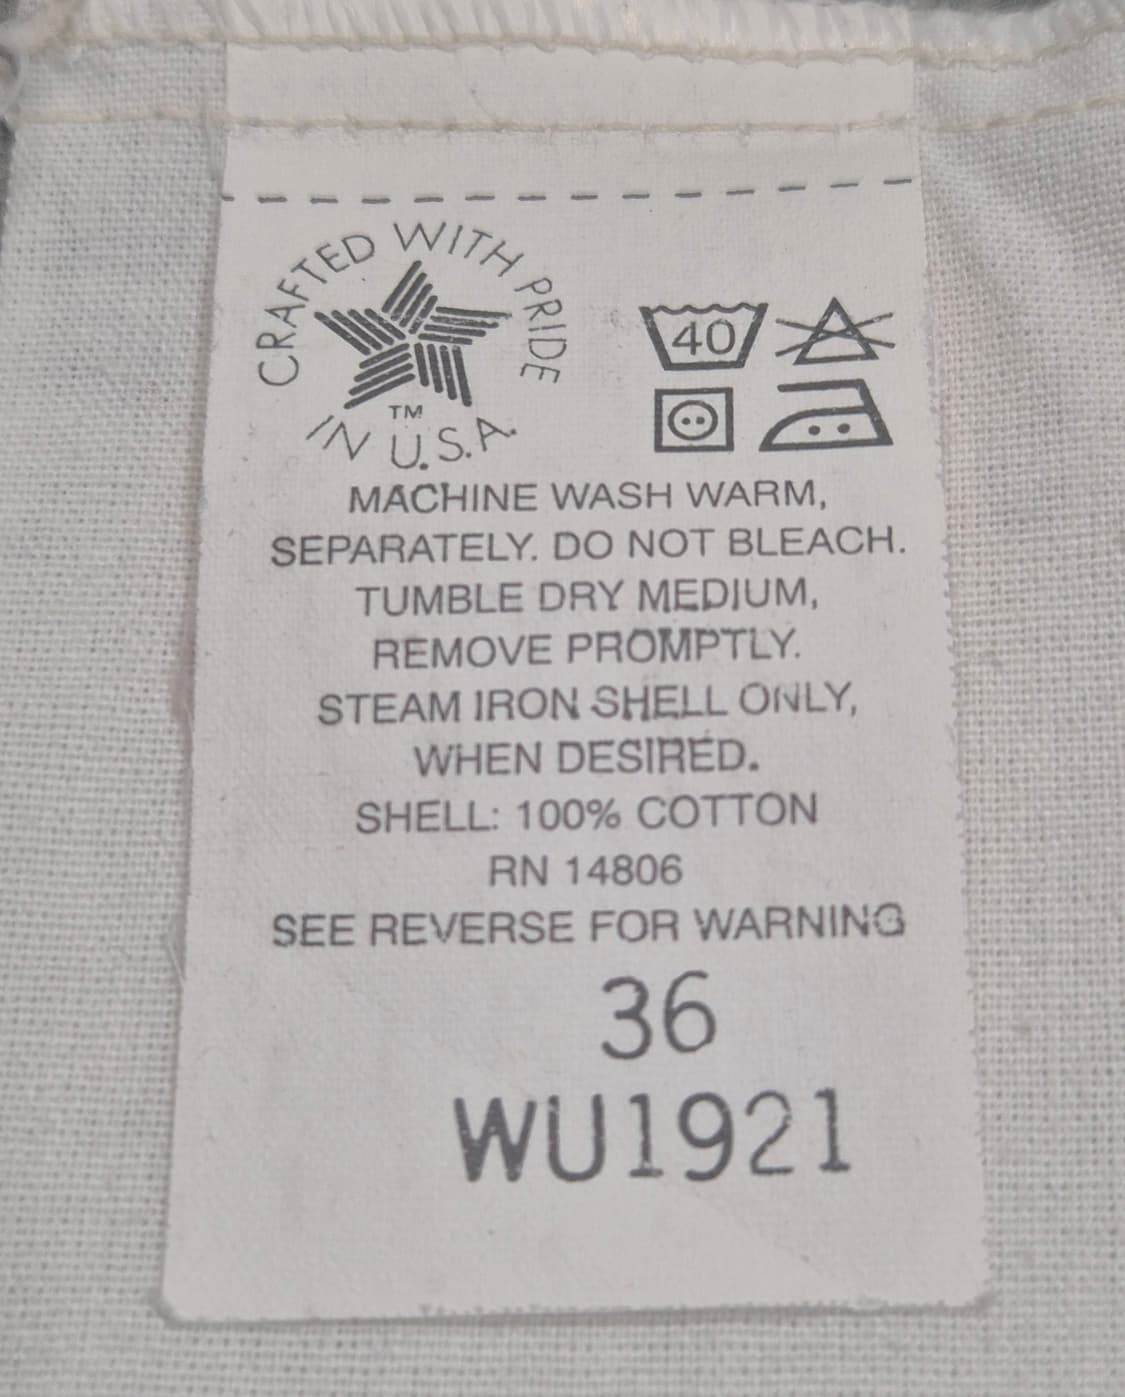 CRAFTED WITH PRIDE
TM
IN U.S.A.
40
MACHINE WASH WARM,
SEPARATELY. DO NOT BLEACH.
TUMBLE DRY MEDIUM,
REMOVE PROMPTLY.
STEAM IRON SHELL ONLY,
WHEN DESIRED.
SHELL: 100% COTTON
RN 14806
SEE REVERSE FOR WARNING
36
WU1921